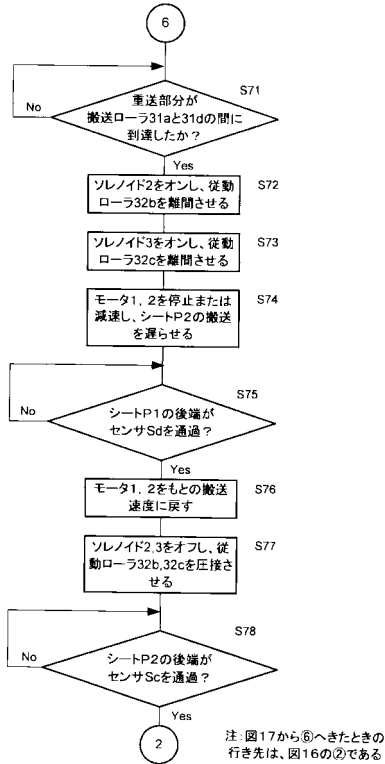 6
S71
重送部分が
搬送ローラ31aと31dの間に
到達したか？
No
Yes
S72
ソレノイド2をオンし、従動
ローラ32bを離間させる
S73
ソレノイド3をオンし、従動
ローラ32cを離間させる
S74
モータ1，2を停止または
減速し、シートP2の搬送
を遅らせる
S75
シートP1の後端が
センサSdを通過？
No
Yes
S76
モータ1，2をもとの搬送
速度に戻す
S77
ソレノイド2,3をオフし、従
動ローラ32b,32cを圧接さ
せる
S78
シートP2の後端が
センサScを通過？
No
Yes
2
注：図17から⑥へきたときの
行き先は、図16の②である